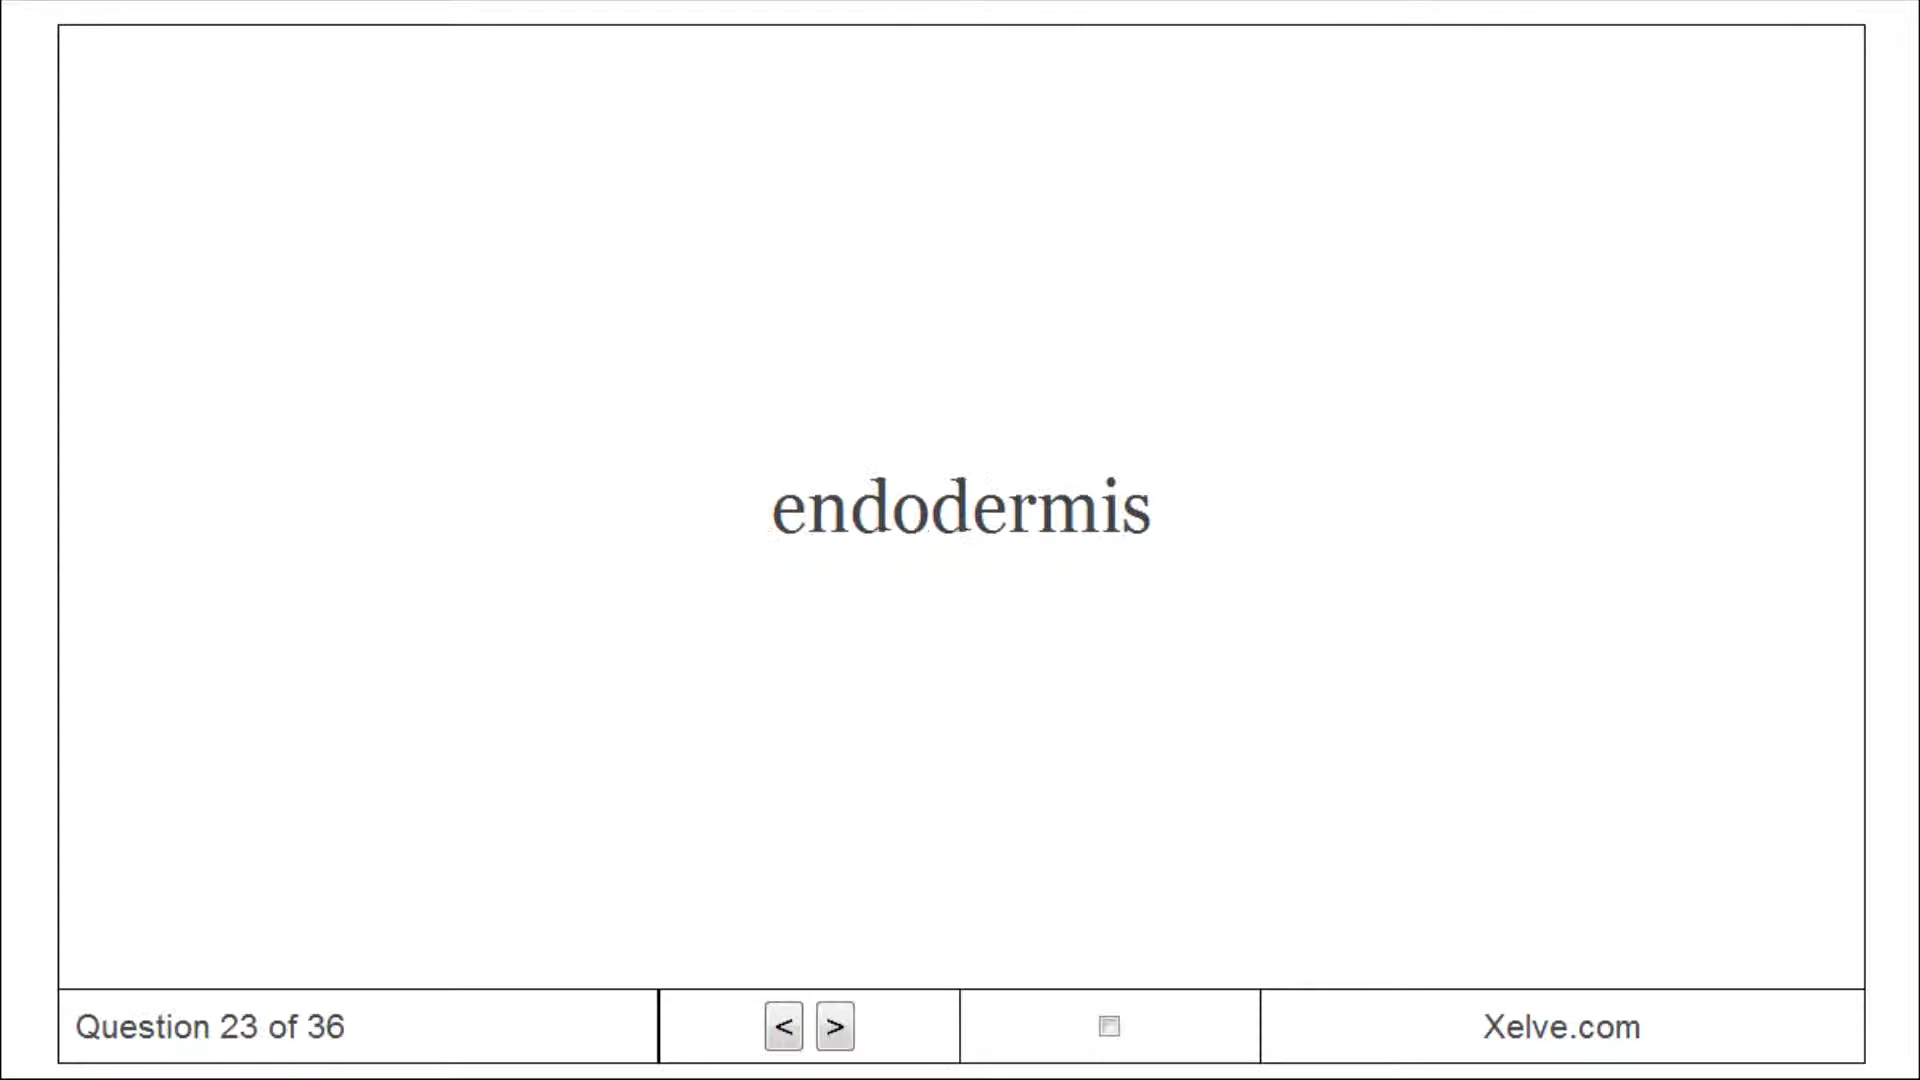 endodermis
Question 23 of 36
< >
Xelve.com